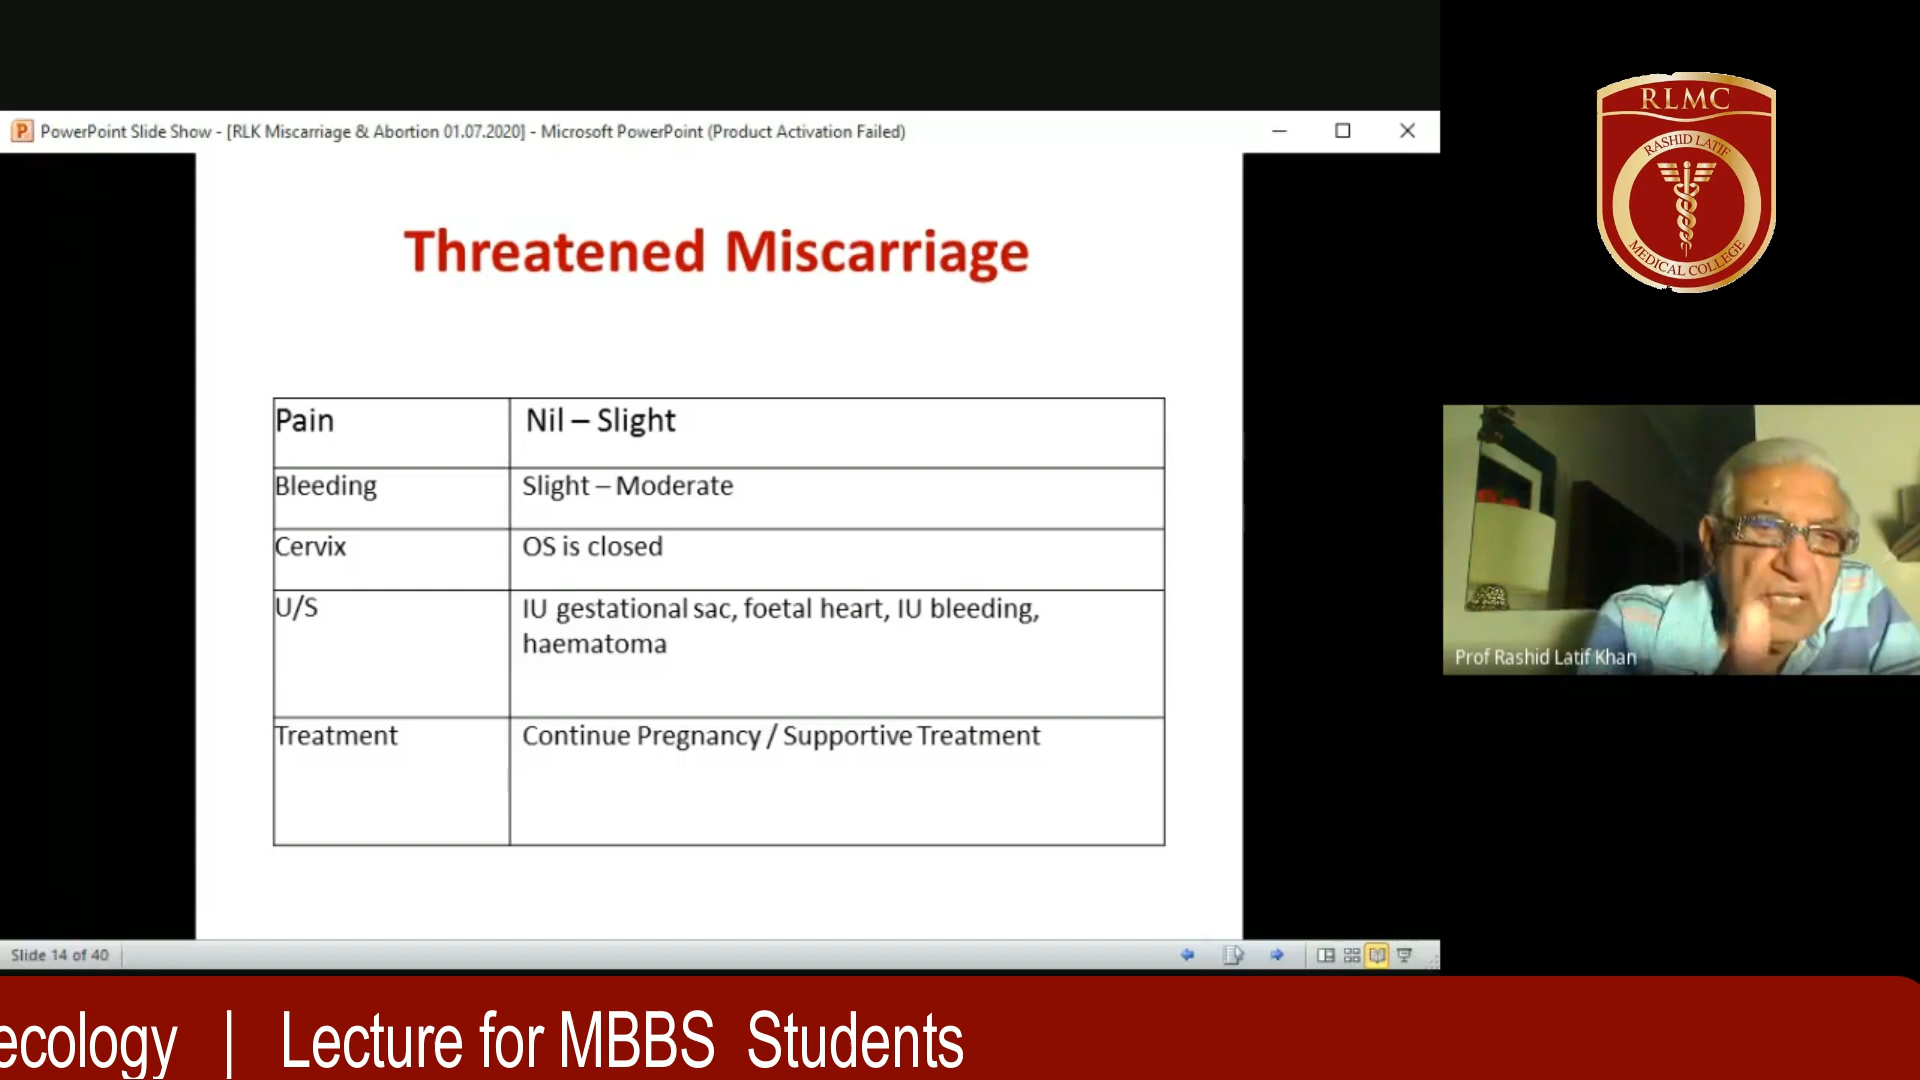 PowerPoint Slide Show - [RLK Miscarriage & Abortion 01.07.2020] - Microsoft PowerPoint (Product Activation Failed)
Threatened Miscarriage
Pain Nil – Slight
Bleeding Slight – Moderate
Cervix OS is closed
U/S IU gestational sac, foetal heart, IU bleeding,
haematoma
Treatment Continue Pregnancy / Supportive Treatment
Slide 14 of 40
RLMC
RASHID LATIF
MEDICAL COLLEGE
Prof Rashid Latif Khan
ecology | Lecture for MBBS Students